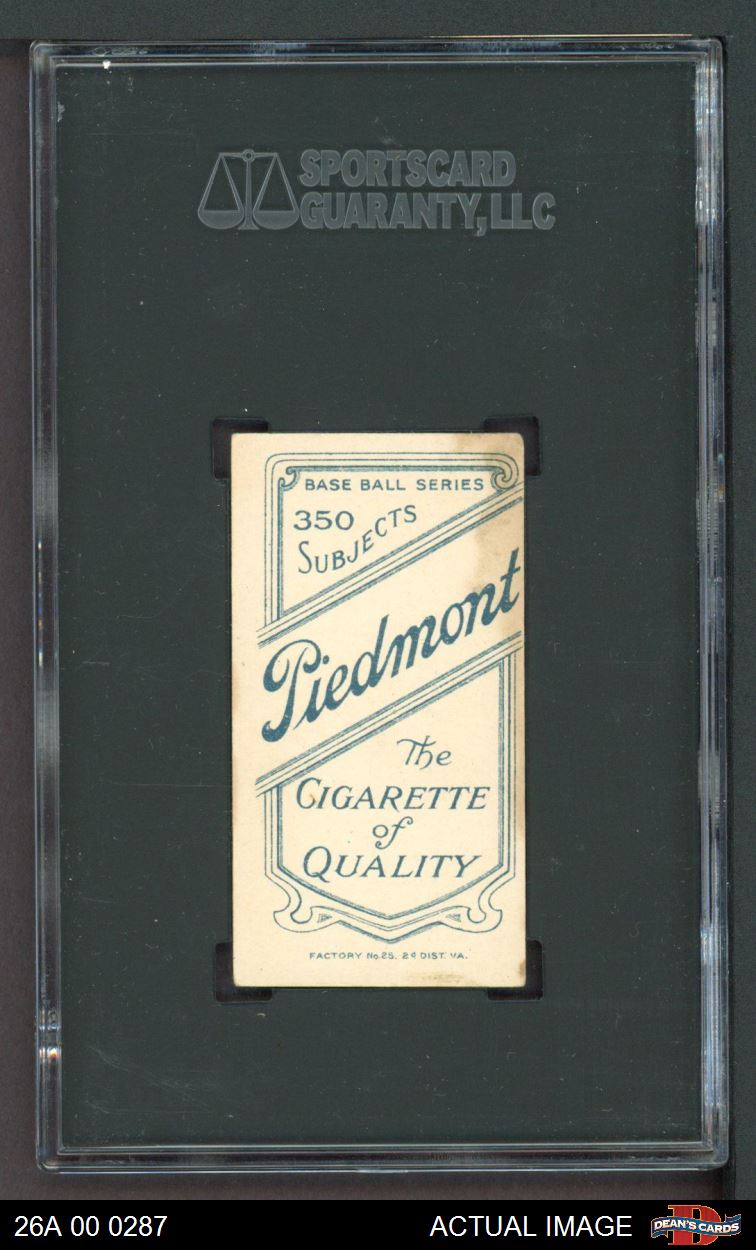 SPORTSCARD
GUARANTY, LLC
BASE BALL SERIES
350
SUBJECTS
Piedmont
The
CIGARETTE
of
QUALITY
FACTORY No. 25. 2d DIST. VA.
26A 00 0287 ACTUAL IMAGE
D
DEAN'S CARDS